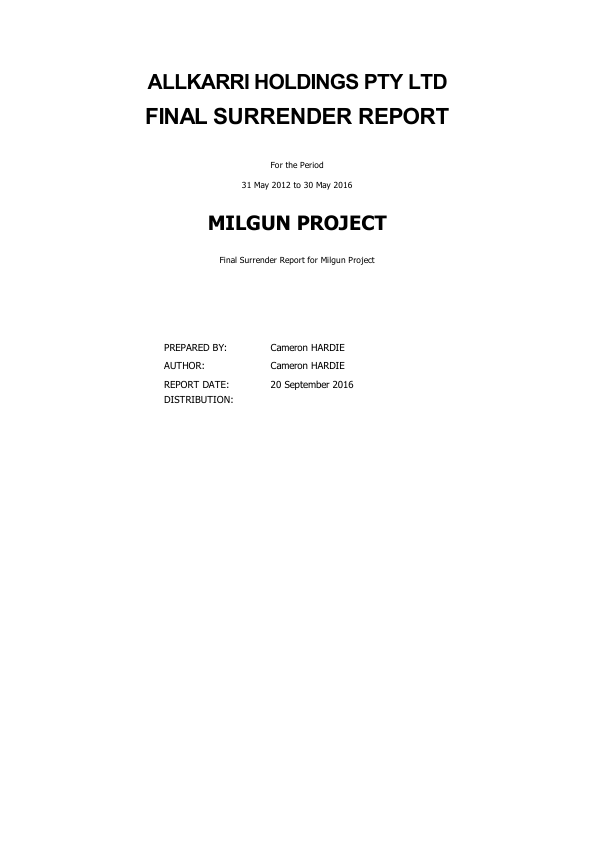 ALLKARRI HOLDINGS PTY LTD
FINAL SURRENDER REPORT
For the Period
31 May 2012 to 30 May 2016
MILGUN PROJECT
Final Surrender Report for Milgun Project
PREPARED BY: Cameron HARDIE
AUTHOR: Cameron HARDIE
REPORT DATE: 20 September 2016
DISTRIBUTION: